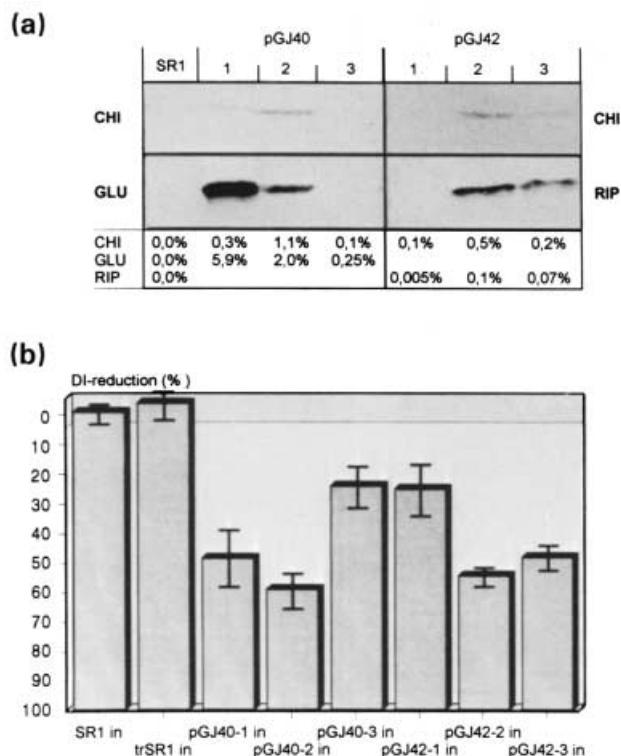 (a)
pGJ40 pGJ42
SR1 1 2 3 1 2 3
CHI CHI
GLU RIP
CHI 0,0% 0,3% 1,1% 0,1% 0,1% 0,5% 0,2%
GLU 0,0% 5,9% 2,0% 0,25%
RIP 0,0% 0,005% 0,1% 0,07%
(b)
DI-reduction (% )
0
10
20
30
40
50
60
70
80
90
100
SR1 in pGJ40-1 in pGJ40-3 in pGJ42-2 in
trSR1 in pGJ40-2 in pGJ42-1 in pGJ42-3 in